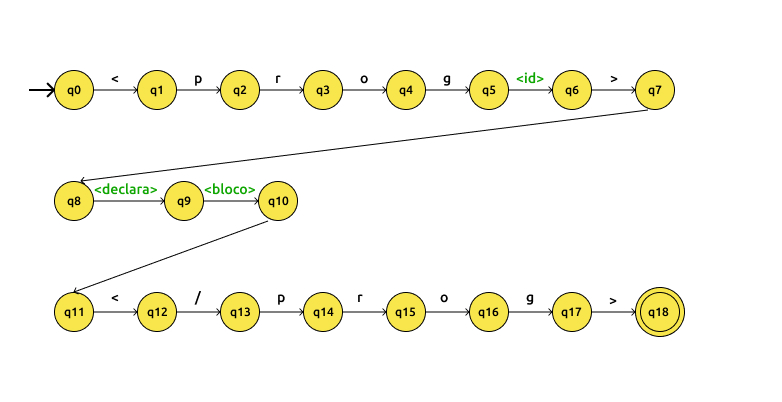 < p r o g <id> >
q0 q1 q2 q3 q4 q5 q6 q7
<declara> <bloco>
q8 q9 q10
< / p r o g >
q11 q12 q13 q14 q15 q16 q17 q18